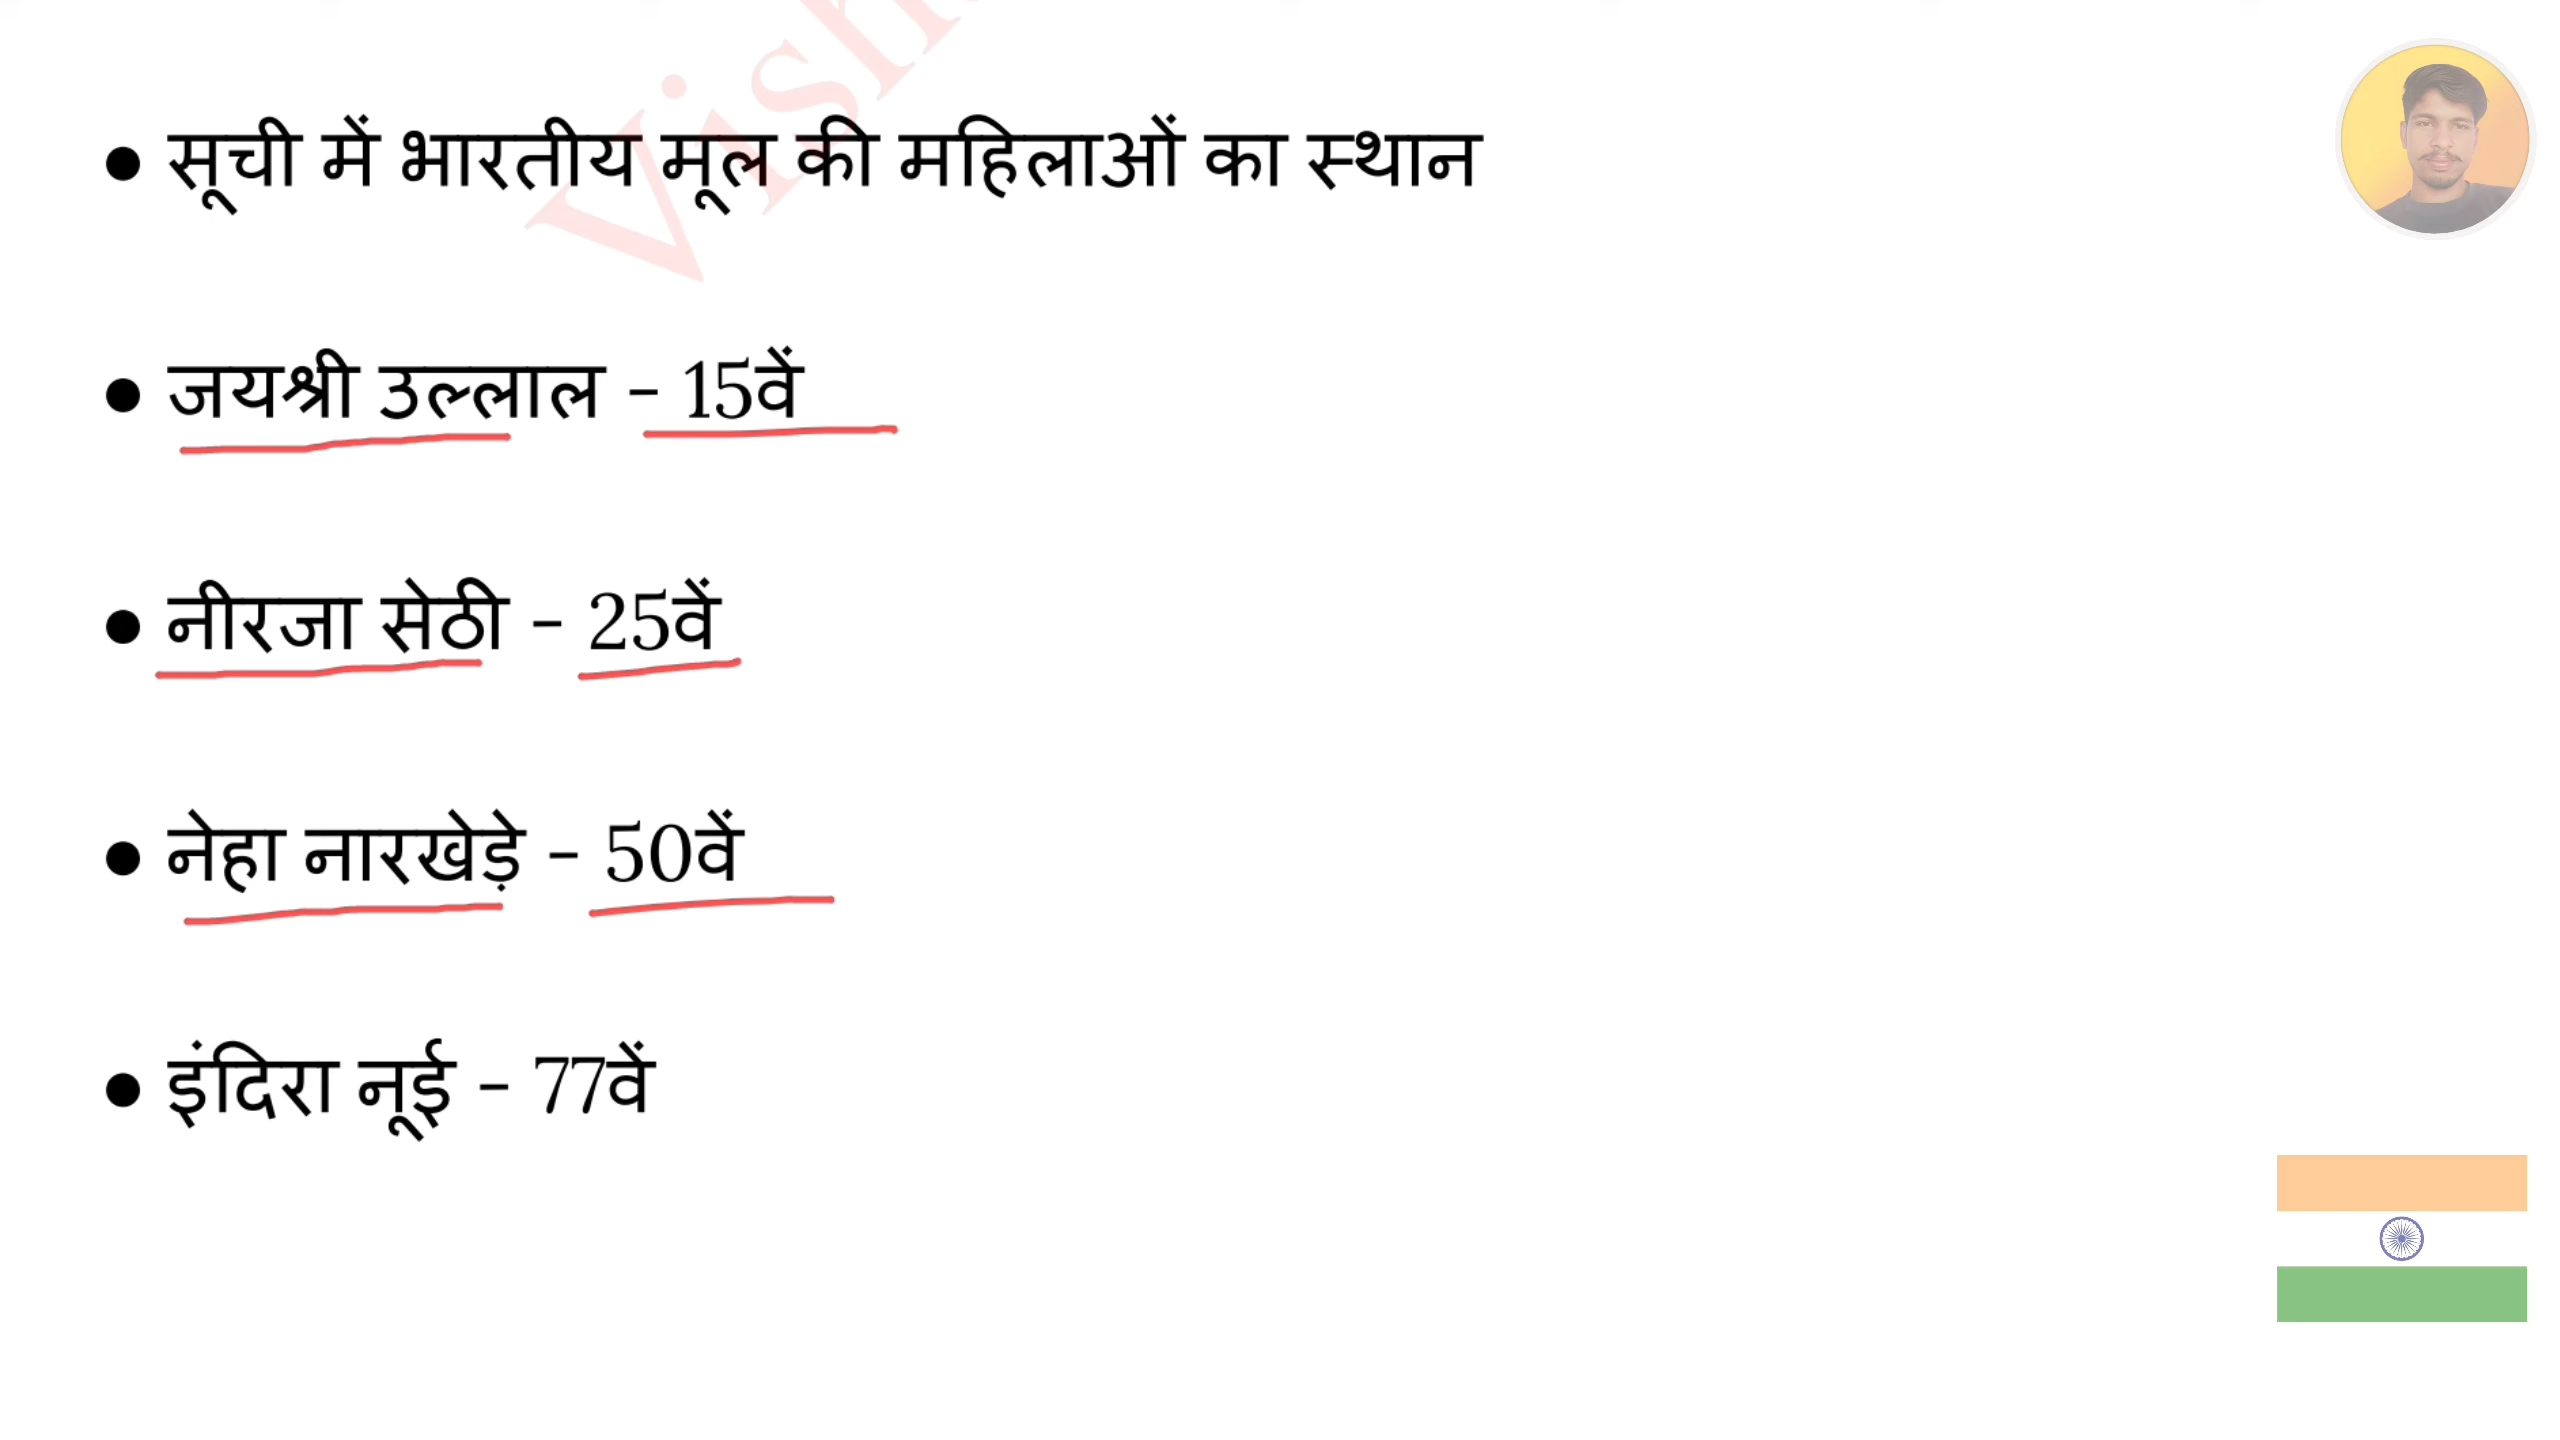 • सूची में भारतीय मूल की महिलाओं का स्थान
• जयश्री उल्लाल - 15वें
• नीरजा सेठी - 25वें
• नेहा नारखेड़े - 50वें
• इंदिरा नूई - 77वें